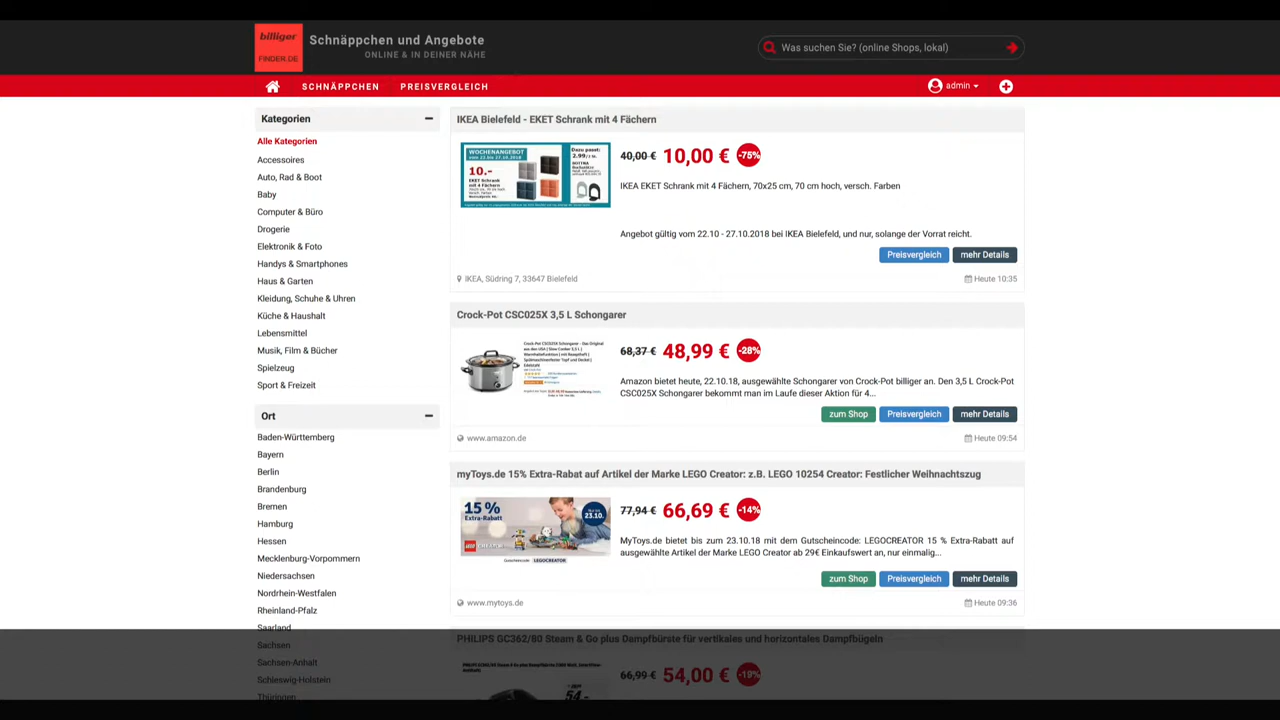 billiger
FINDER.DE
Schnäppchen und Angebote
ONLINE & IN DEINER NÄHE
Was suchen Sie? (online Shops, lokal)
SCHNÄPPCHEN
PREISVERGLEICH
admin
Kategorien
Alle Kategorien
Accessoires
Auto, Rad & Boot
Baby
Computer & Büro
Drogerie
Elektronik & Foto
Handys & Smartphones
Haus & Garten
Kleidung, Schuhe & Uhren
Küche & Haushalt
Lebensmittel
Musik, Film & Bücher
Spielzeug
Sport & Freizeit
Ort
Baden-Württemberg
Bayern
Berlin
Brandenburg
Bremen
Hamburg
Hessen
Mecklenburg-Vorpommern
Niedersachsen
Nordrhein-Westfalen
Rheinland-Pfalz
Saarland
Sachsen
Sachsen-Anhalt
Schleswig-Holstein
Thüringen
IKEA Bielefeld - EKET Schrank mit 4 Fächern
WOCHENANGEBOT
10.-
Dazu passt:
2.99
40,00 € 10,00 € -75%
IKEA EKET Schrank mit 4 Fächern, 70x25 cm, 70 cm hoch, versch. Farben
Angebot gültig vom 22.10 - 27.10.2018 bei IKEA Bielefeld, und nur, solange der Vorrat reicht.
Preisvergleich mehr Details
IKEA, Südring 7, 33647 Bielefeld
Heute 10:35
Crock-Pot CSC025X 3,5 L Schongarer
68,37 € 48,99 € -28%
Amazon bietet heute, 22.10.18, ausgewählte Schongarer von Crock-Pot billiger an. Den 3,5 L Crock-Pot
CSC025X Schongarer bekommt man im Laufe dieser Aktion für 4...
zum Shop Preisvergleich mehr Details
www.amazon.de
Heute 09:54
myToys.de 15% Extra-Rabat auf Artikel der Marke LEGO Creator: z.B. LEGO 10254 Creator: Festlicher Weihnachtszug
15%
Extra-Rabatt
23.10.
Gutscheincode: LEGOCREATOR
77,94 € 66,69 € -14%
MyToys.de bietet bis zum 23.10.18 mit dem Gutscheincode: LEGOCREATOR 15 % Extra-Rabatt auf
ausgewählte Artikel der Marke LEGO Creator ab 29€ Einkaufswert an, nur einmalig...
zum Shop Preisvergleich mehr Details
www.mytoys.de
Heute 09:36
PHILIPS GC362/80 Steam & Go plus Dampfbürste für vertikales und horizontales Dampfbügeln
54.-
66,99 € 54,00 € -19%